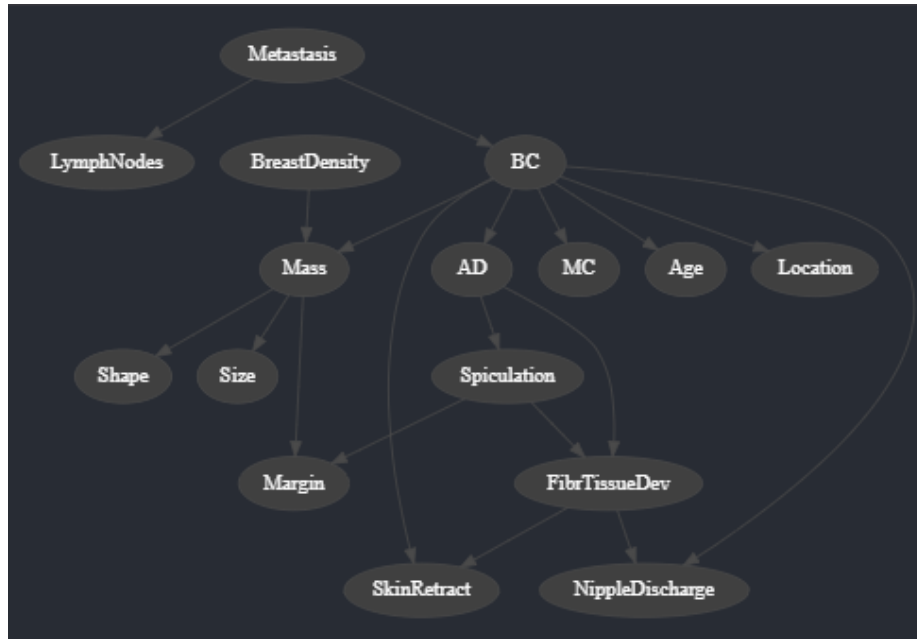 Metastasis
LymphNodes
BreastDensity
BC
Mass
AD
MC
Age
Location
Shape
Size
Spiculation
Margin
FibrTissueDev
SkinRetract
NippleDischarge